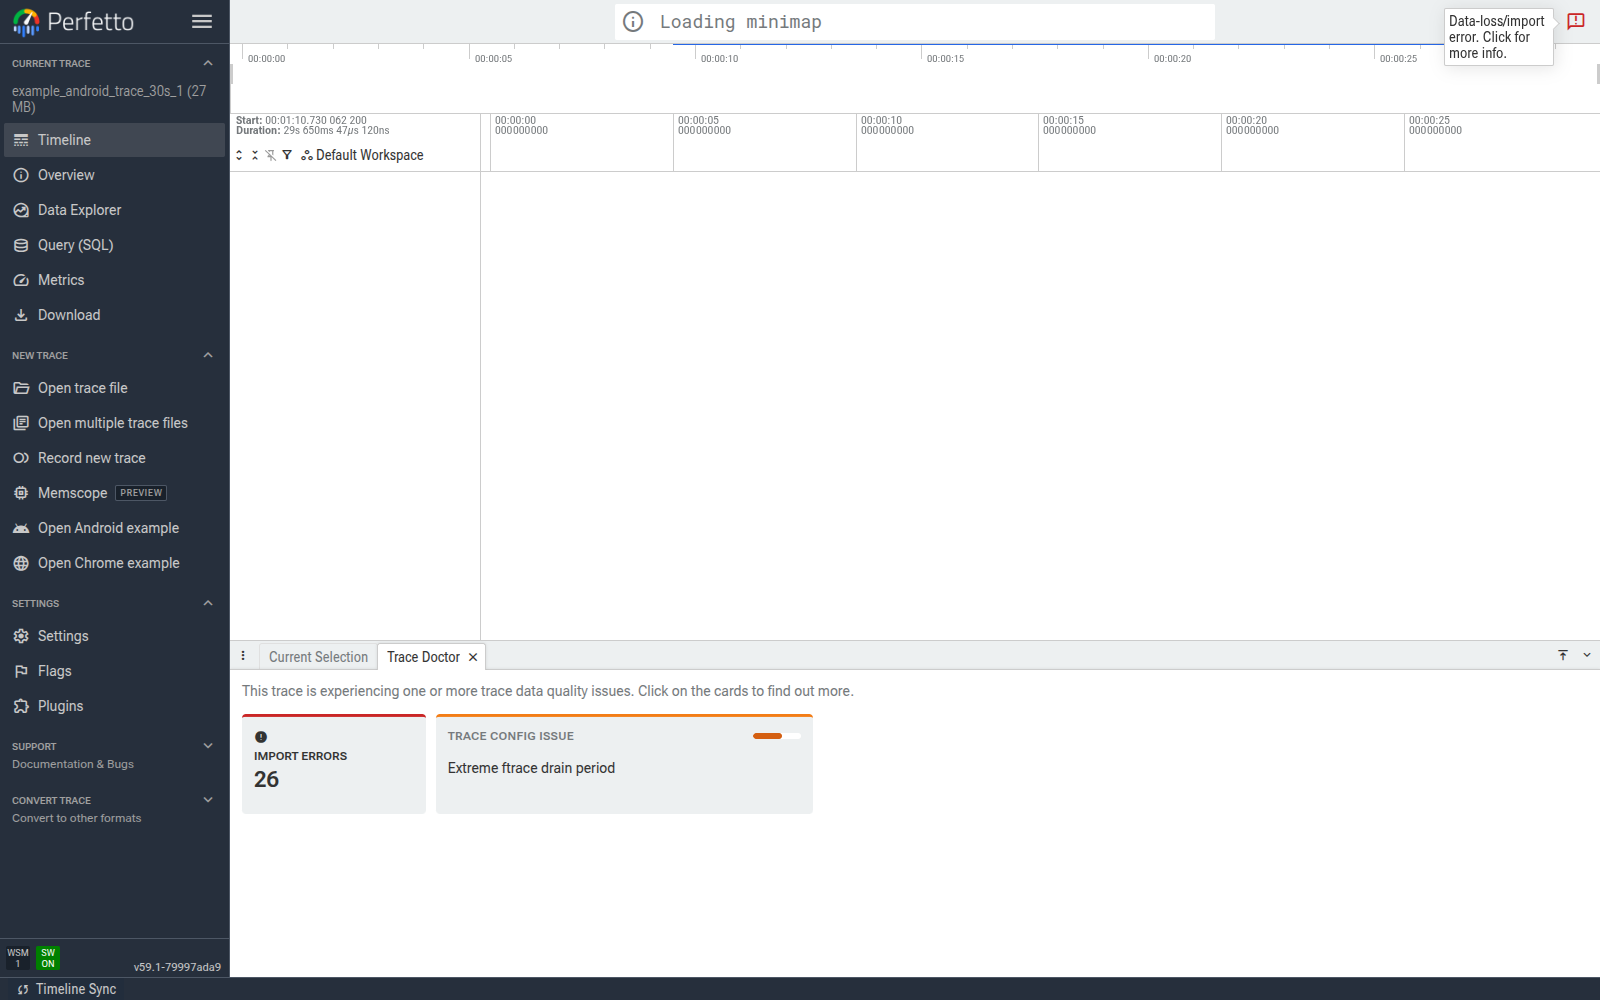 Perfetto
Loading minimap
Data-loss/import
error. Click for
more info.
CURRENT TRACE
example_android_trace_30s_1 (27
MB)
Timeline
Overview
Data Explorer
Query (SQL)
Metrics
Download
NEW TRACE
Open trace file
Open multiple trace files
Record new trace
Memscope PREVIEW
Open Android example
Open Chrome example
SETTINGS
Settings
Flags
Plugins
SUPPORT
Documentation & Bugs
CONVERT TRACE
Convert to other formats
WSM
1
SW
ON
v59.1-79997ada9
Timeline Sync
00:00:00 00:00:05 00:00:10 00:00:15 00:00:20 00:00:25
Start: 00:01:10.730 062 200
Duration: 29s 650ms 47µs 120ns
Default Workspace
00:00:00 00:00:05 00:00:10 00:00:15 00:00:20 00:00:25
000000000 000000000 000000000 000000000 000000000 000000000
Current Selection
Trace Doctor
This trace is experiencing one or more trace data quality issues. Click on the cards to find out more.
IMPORT ERRORS
26
TRACE CONFIG ISSUE
Extreme ftrace drain period